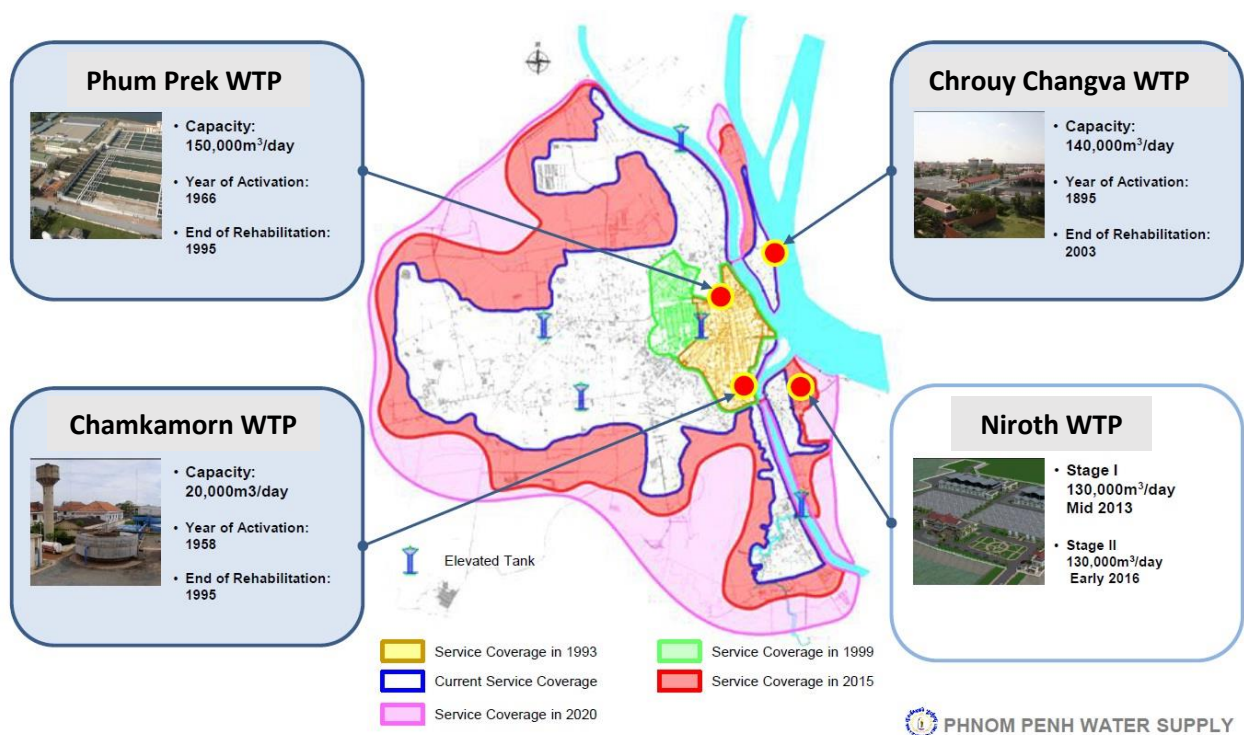 Phum Prek WTP
• Capacity:
150,000m³/day
• Year of Activation:
1966
• End of Rehabilitation:
1995
Chrouy Changva WTP
• Capacity:
140,000m³/day
• Year of Activation:
1895
• End of Rehabilitation:
2003
Chamkamorn WTP
• Capacity:
20,000m3/day
• Year of Activation:
1958
• End of Rehabilitation:
1995
Niroth WTP
• Stage I
130,000m³/day
Mid 2013
• Stage II
130,000m³/day
Early 2016
Elevated Tank
Service Coverage in 1993
Service Coverage in 1999
Current Service Coverage
Service Coverage in 2015
Service Coverage in 2020
PHNOM PENH WATER SUPPLY